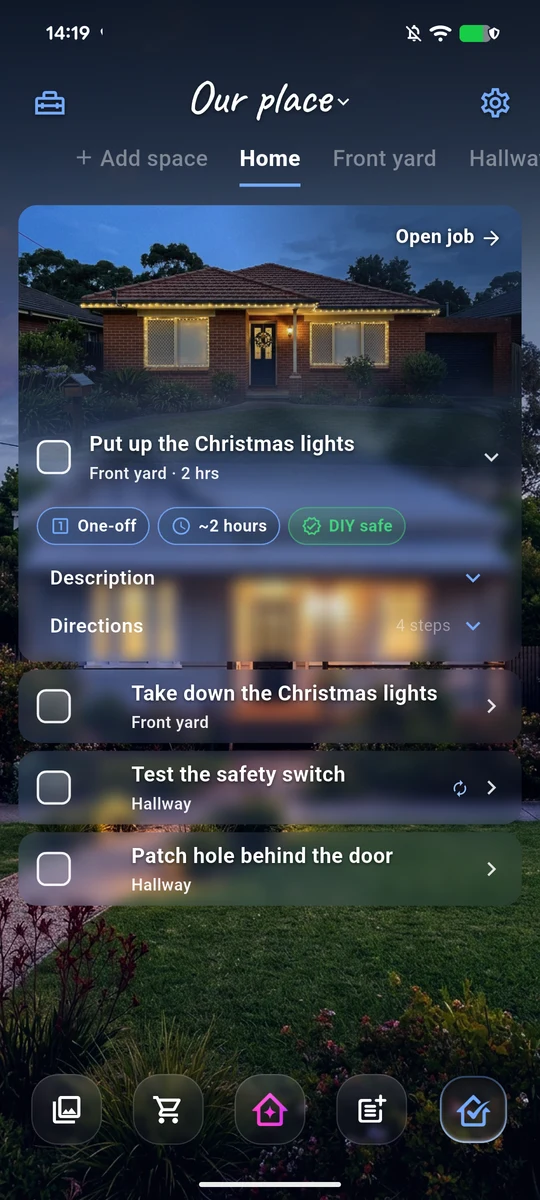 14:19
Our place
+ Add space
Home
Front yard
Hallwa
Open job →
Put up the Christmas lights
Front yard · 2 hrs
1 One-off
~2 hours
DIY safe
Description
Directions
4 steps
Take down the Christmas lights
Front yard
Test the safety switch
Hallway
Patch hole behind the door
Hallway